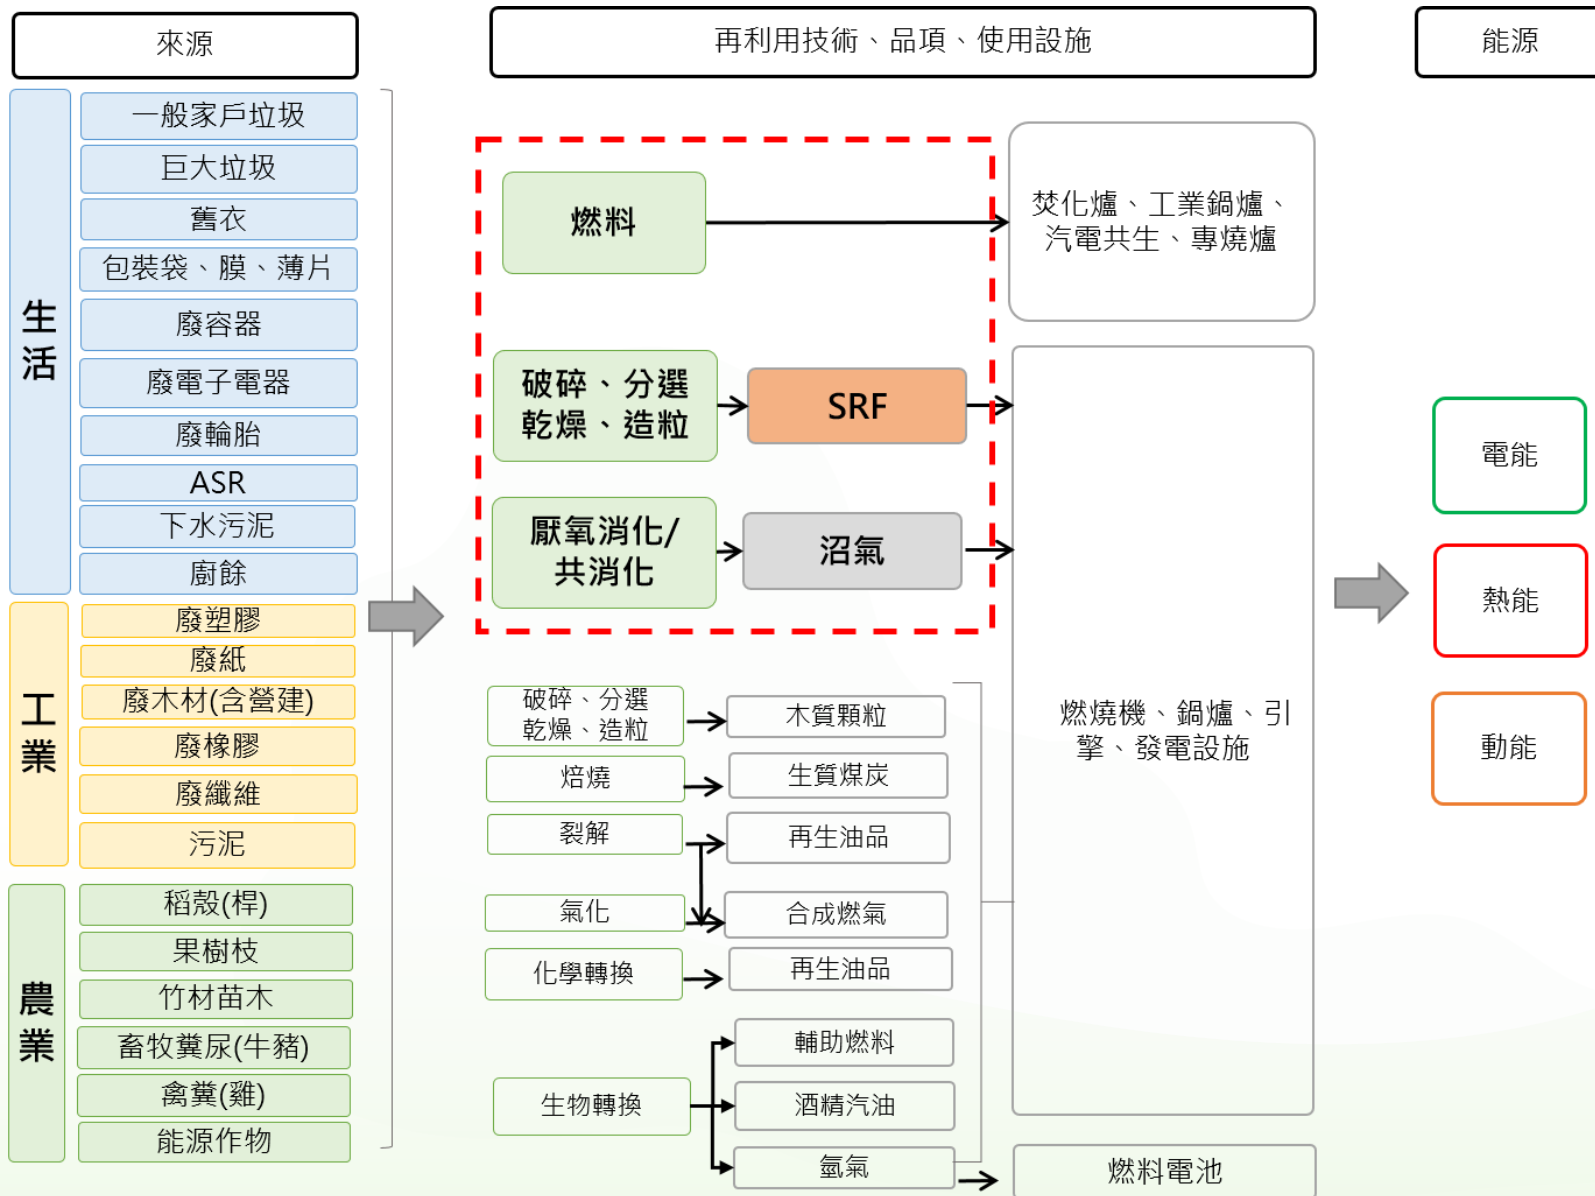 來源
再利用技術、品項、使用設施
能源
生活
一般家戶垃圾
巨大垃圾
舊衣
包裝袋、膜、薄片
廢容器
廢電子電器
廢輪胎
ASR
下水污泥
廚餘
工業
廢塑膠
廢紙
廢木材(含營建)
廢橡膠
廢纖維
污泥
農業
稻殼(桿)
果樹枝
竹材苗木
畜牧糞尿(牛豬)
禽糞(雞)
能源作物
燃料
破碎、分選
乾燥、造粒
SRF
厭氧消化/
共消化
沼氣
破碎、分選
乾燥、造粒
木質顆粒
焙燒
生質煤炭
裂解
再生油品
氣化
合成燃氣
化學轉換
再生油品
生物轉換
輔助燃料
酒精汽油
氫氣
焚化爐、工業鍋爐、
汽電共生、專燒爐
燃燒機、鍋爐、引
擎、發電設施
燃料電池
電能
熱能
動能